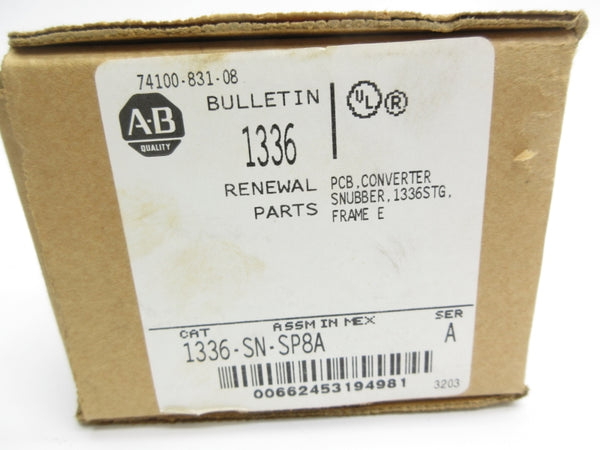 74100-831-08
A-B
QUALITY
BULLETIN
1336
RENEWAL
PARTS
UL R
PCB,CONVERTER
SNUBBER,1336STG,
FRAME E
CAT ASSM IN MEX SER
1336-SN-SP8A A
00662453194981
3203